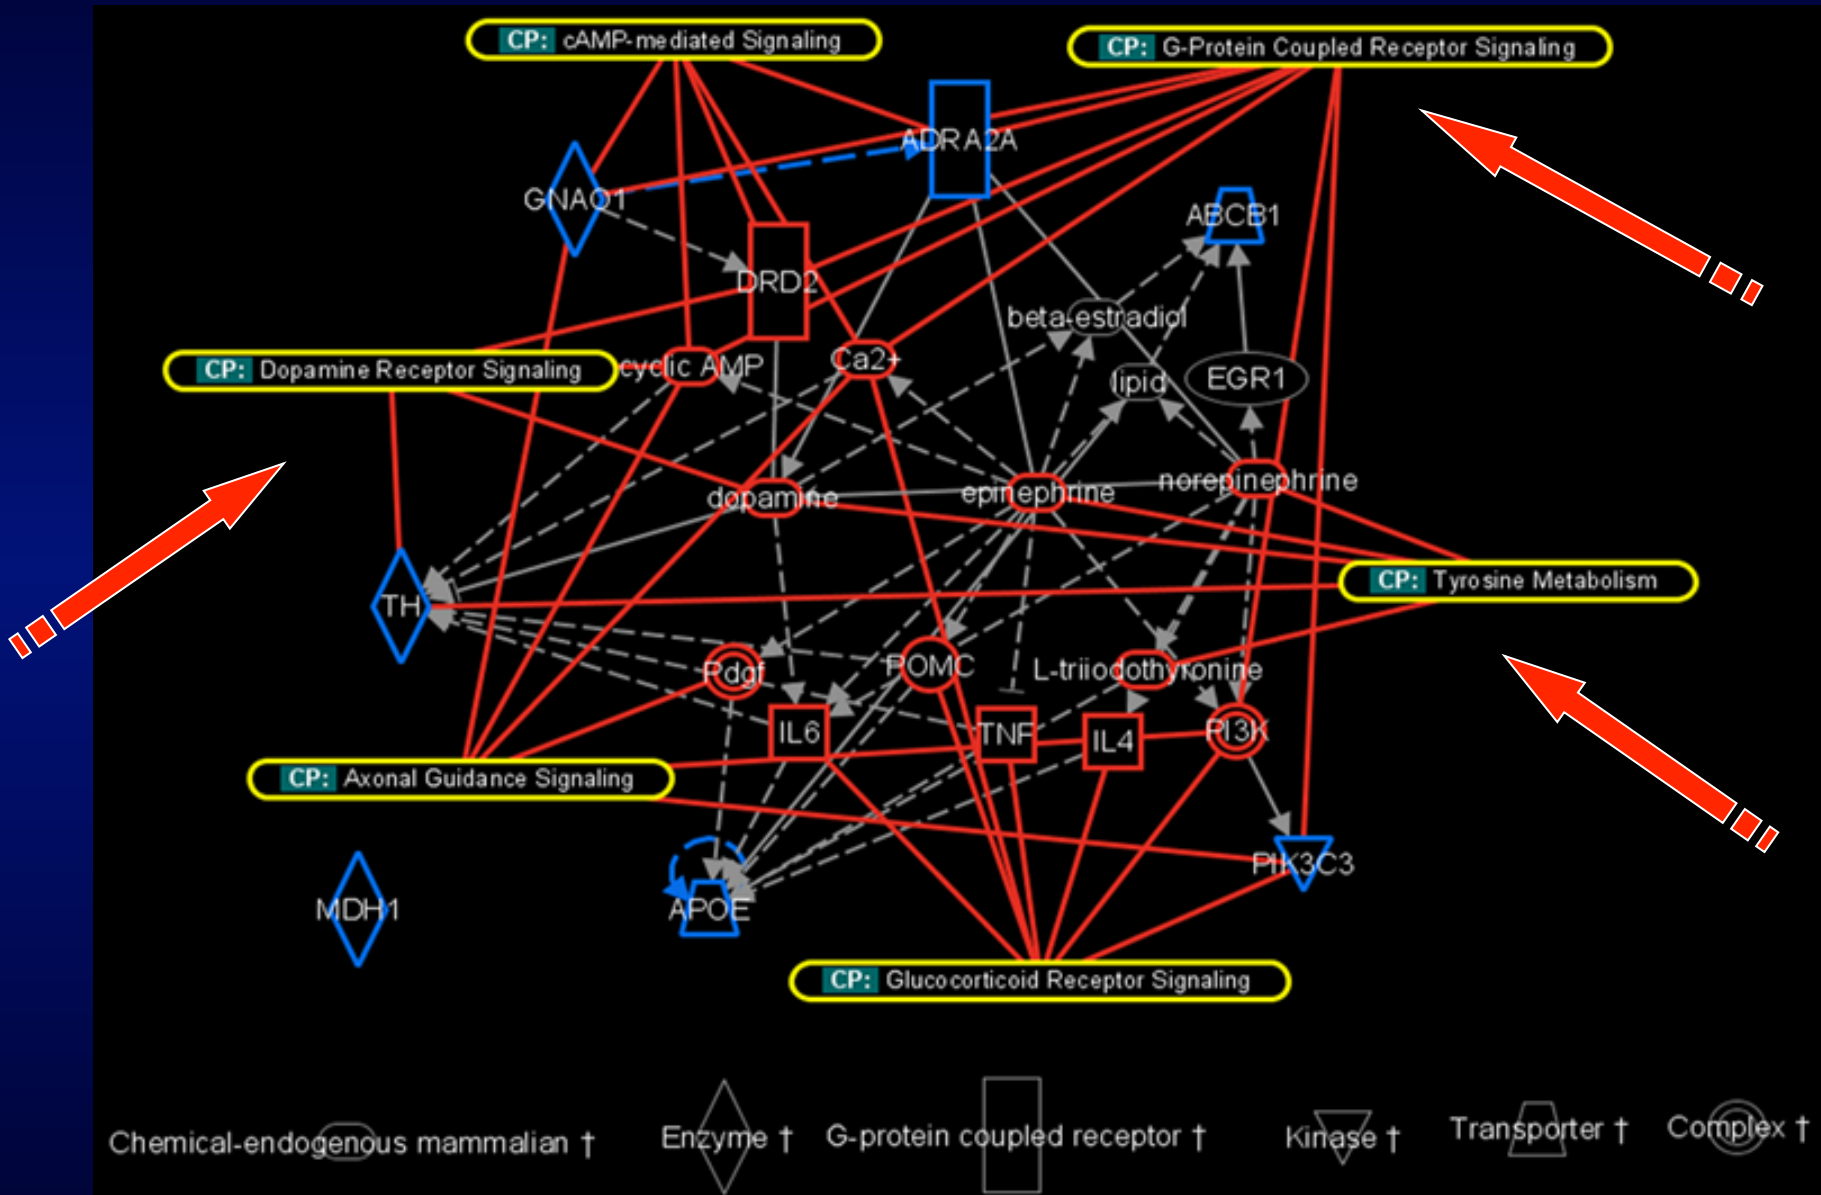 CP: cAMP-mediated Signaling
CP: G-Protein Coupled Receptor Signaling
ADRA2A
GNAO1
ABCB1
DRD2
beta-estradiol
CP: Dopamine Receptor Signaling
cyclic AMP
Ca2+
lipid
EGR1
dopamine
epinephrine
norepinephrine
CP: Tyrosine Metabolism
TH
Pdgf
POMC
L-triiodothyronine
IL6
TNF
IL4
PI3K
CP: Axonal Guidance Signaling
PIK3C3
MDH1
APOE
CP: Glucocorticoid Receptor Signaling
Chemical-endogenous mammalian †
Enzyme †
G-protein coupled receptor †
Kinase †
Transporter †
Complex †